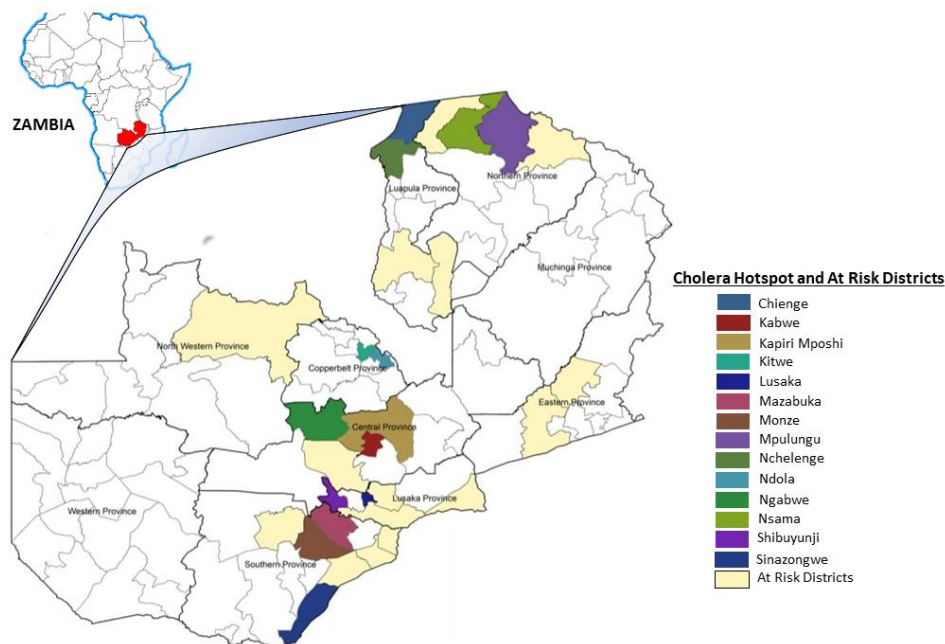 ZAMBIA
Luapula Province
Northern Province
Muchinga Province
North Western Province
Copperbelt Province
Eastern Province
Central Province
Lusaka Province
Western Province
Southern Province
Cholera Hotspot and At Risk Districts
Chienge
Kabwe
Kapiri Mposhi
Kitwe
Lusaka
Mazabuka
Monze
Mpulungu
Nchelenge
Ndola
Ngabwe
Nsama
Shibuyunji
Sinazongwe
At Risk Districts